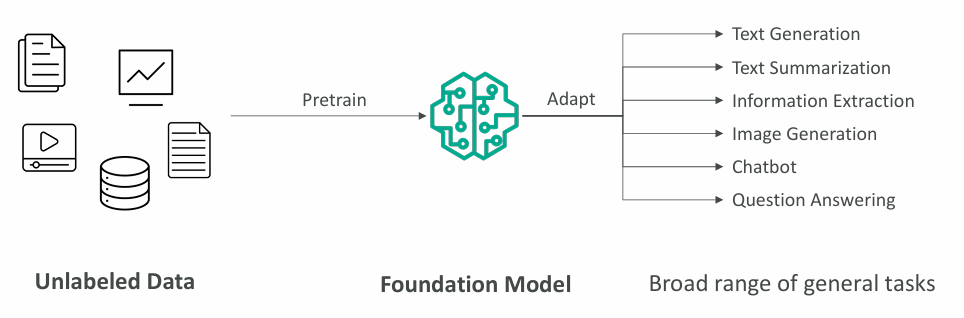 Pretrain
Adapt
Text Generation
Text Summarization
Information Extraction
Image Generation
Chatbot
Question Answering
Unlabeled Data
Foundation Model
Broad range of general tasks